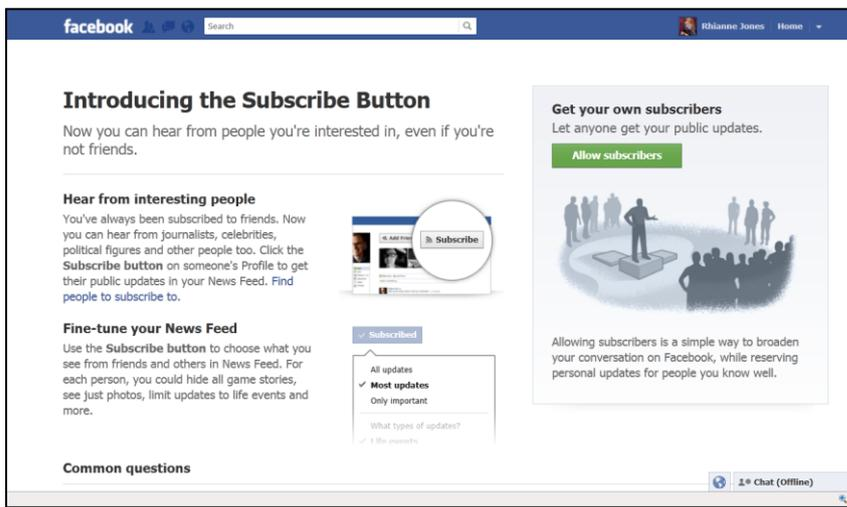 facebook
Search
Rhianne Jones
Home
Introducing the Subscribe Button
Now you can hear from people you're interested in, even if you're
not friends.
Hear from interesting people
You've always been subscribed to friends. Now
you can hear from journalists, celebrities,
political figures and other people too. Click the
Subscribe button on someone's Profile to get
their public updates in your News Feed. Find
people to subscribe to.
Add Frie
Subscribe
Fine-tune your News Feed
Use the Subscribe button to choose what you
see from friends and others in News Feed. For
each person, you could hide all game stories,
see just photos, limit updates to life events and
more.
Subscribed
All updates
Most updates
Only important
What types of updates?
Life events
Common questions
Get your own subscribers
Let anyone get your public updates.
Allow subscribers
Allowing subscribers is a simple way to broaden
your conversation on Facebook, while reserving
personal updates for people you know well.
Chat (Offline)